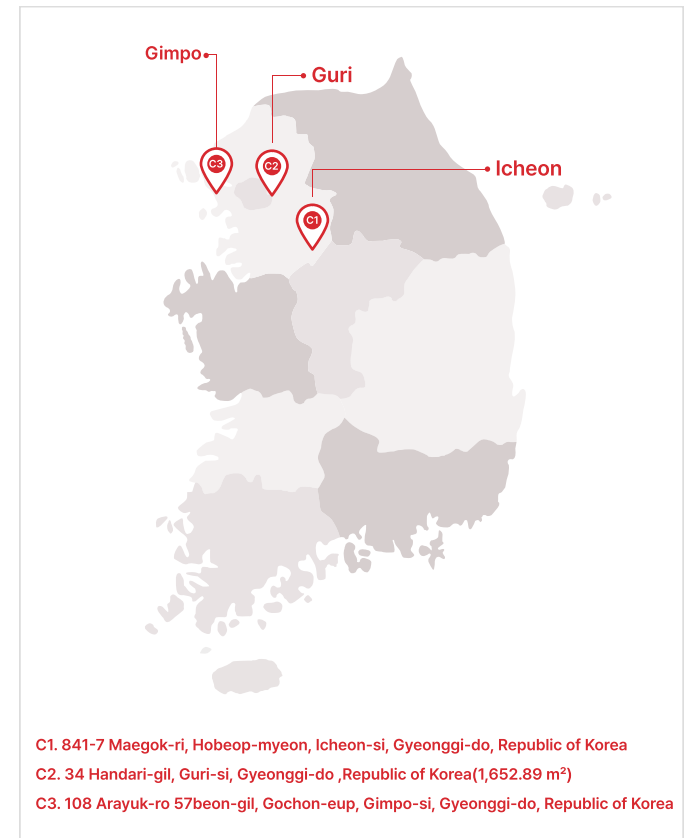 Gimpo
Guri
C3
C2
Icheon
C1
C1. 841-7 Maegok-ri, Hobeop-myeon, Icheon-si, Gyeonggi-do, Republic of Korea
C2. 34 Handari-gil, Guri-si, Gyeonggi-do ,Republic of Korea(1,652.89 m²)
C3. 108 Arayuk-ro 57beon-gil, Gochon-eup, Gimpo-si, Gyeonggi-do, Republic of Korea